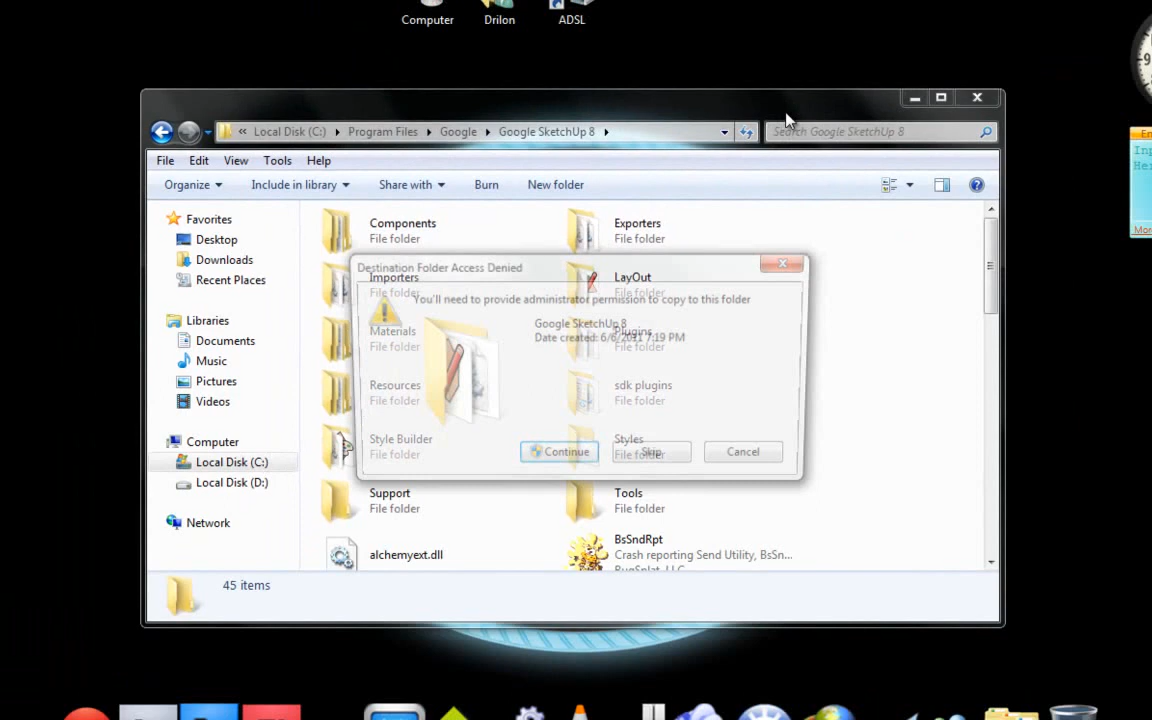 Computer
Drilon
ADSL
« Local Disk (C:) Program Files Google Google SketchUp 8
Search Google SketchUp 8
File Edit View Tools Help
Organize Include in library Share with Burn New folder
Favorites
Desktop
Downloads
Recent Places
Libraries
Documents
Music
Pictures
Videos
Computer
Local Disk (C:)
Local Disk (D:)
Network
Components
File folder
Exporters
File folder
Importers
File folder
LayOut
File folder
Materials
File folder
Plugins
File folder
Resources
File folder
sdk plugins
File folder
Style Builder
File folder
Styles
File folder
Support
File folder
Tools
File folder
alchemyext.dll
BsSndRpt
Crash reporting Send Utility, BsSn...
BugSplat, LLC
Destination Folder Access Denied
You'll need to provide administrator permission to copy to this folder
Google SketchUp 8
Date created: 6/6/2011 7:19 PM
Continue
Skip
Cancel
45 items
9